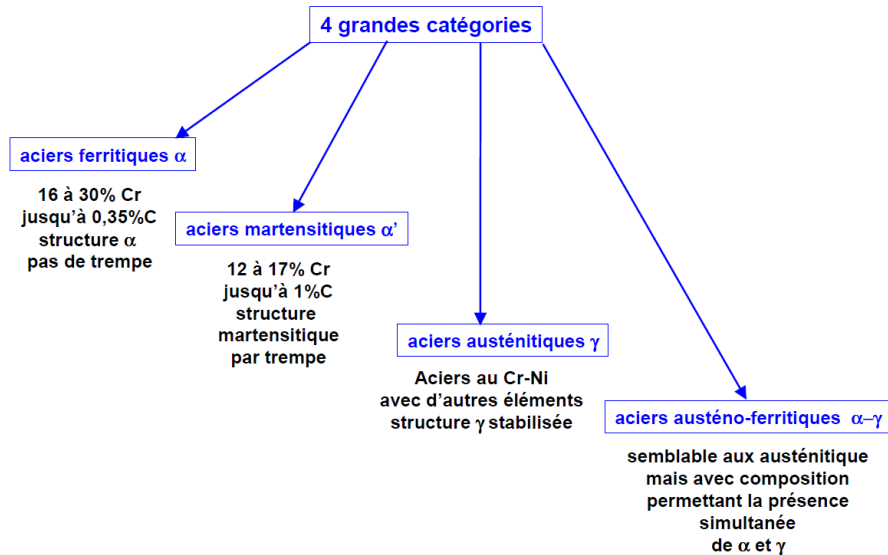 4 grandes catégories
aciers ferritiques α
16 à 30% Cr
jusqu'à 0,35%C
structure α
pas de trempe
aciers martensitiques α’
12 à 17% Cr
jusqu'à 1%C
structure
martensitique
par trempe
aciers austénitiques γ
Aciers au Cr-Ni
avec d'autres éléments
structure γ stabilisée
aciers austéno-ferritiques α–γ
semblable aux austénitique
mais avec composition
permettant la présence
simultanée
de α et γ